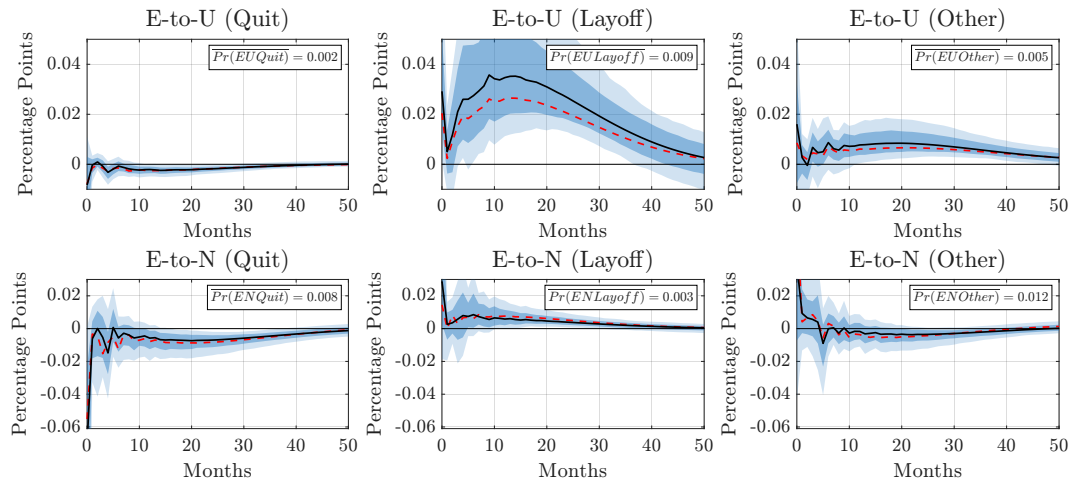 E-to-U (Quit)
E-to-U (Layoff)
E-to-U (Other)
Percentage Points
0.04
0.02
0
Pr(EUQuit) = 0.002
0 10 20 30 40 50
Months
Percentage Points
0.04
0.02
0
Pr(EULayoff) = 0.009
0 10 20 30 40 50
Months
Percentage Points
0.04
0.02
0
Pr(EUOther) = 0.005
0 10 20 30 40 50
Months
E-to-N (Quit)
E-to-N (Layoff)
E-to-N (Other)
Percentage Points
0.02
0
-0.02
-0.04
-0.06
Pr(ENQuit) = 0.008
0 10 20 30 40 50
Months
Percentage Points
0.02
0
-0.02
-0.04
-0.06
Pr(ENLayoff) = 0.003
0 10 20 30 40 50
Months
Percentage Points
0.02
0
-0.02
-0.04
-0.06
Pr(ENOther) = 0.012
0 10 20 30 40 50
Months